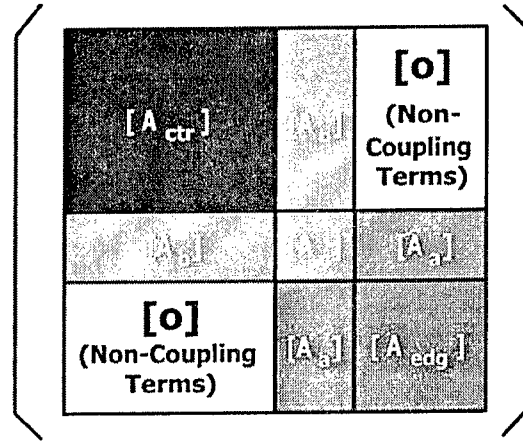 [A ctr]
[o]
(Non-
Coupling
Terms)
[A a]
[o]
(Non-Coupling
Terms)
[A a]
[A edg]